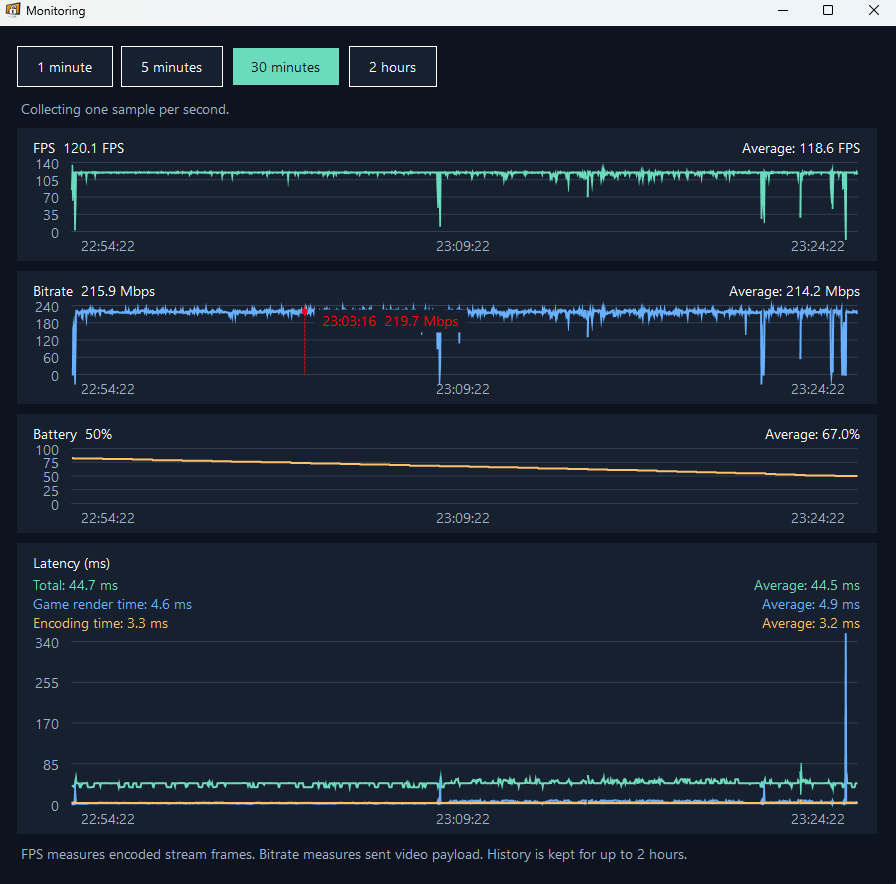 Monitoring
1 minute 5 minutes 30 minutes 2 hours
Collecting one sample per second.
FPS 120.1 FPS Average: 118.6 FPS
140
105
70
35
0
22:54:22 23:09:22 23:24:22
Bitrate 215.9 Mbps Average: 214.2 Mbps
240
180
23:03:16 219.7 Mbps
120
60
0
22:54:22 23:09:22 23:24:22
Battery 50% Average: 67.0%
100
75
50
25
0
22:54:22 23:09:22 23:24:22
Latency (ms)
Total: 44.7 ms Average: 44.5 ms
Game render time: 4.6 ms Average: 4.9 ms
Encoding time: 3.3 ms Average: 3.2 ms
340
255
170
85
0
22:54:22 23:09:22 23:24:22
FPS measures encoded stream frames. Bitrate measures sent video payload. History is kept for up to 2 hours.